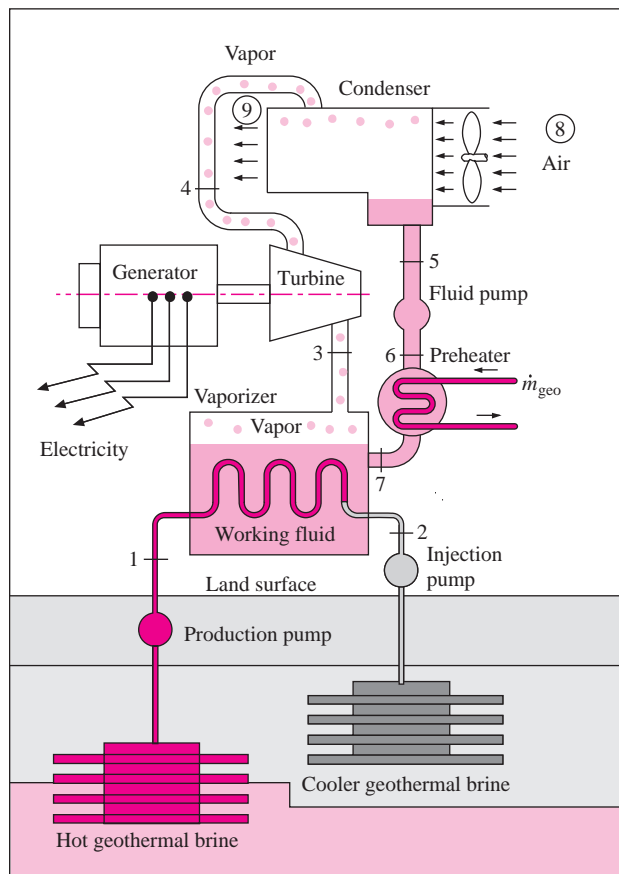 Vapor
Condenser
9
8
Air
4
5
Generator
Turbine
Fluid pump
3
6
Preheater
ṁgeo
Vaporizer
Vapor
Electricity
7
Working fluid
2
1
Injection
pump
Land surface
Production pump
Cooler geothermal brine
Hot geothermal brine